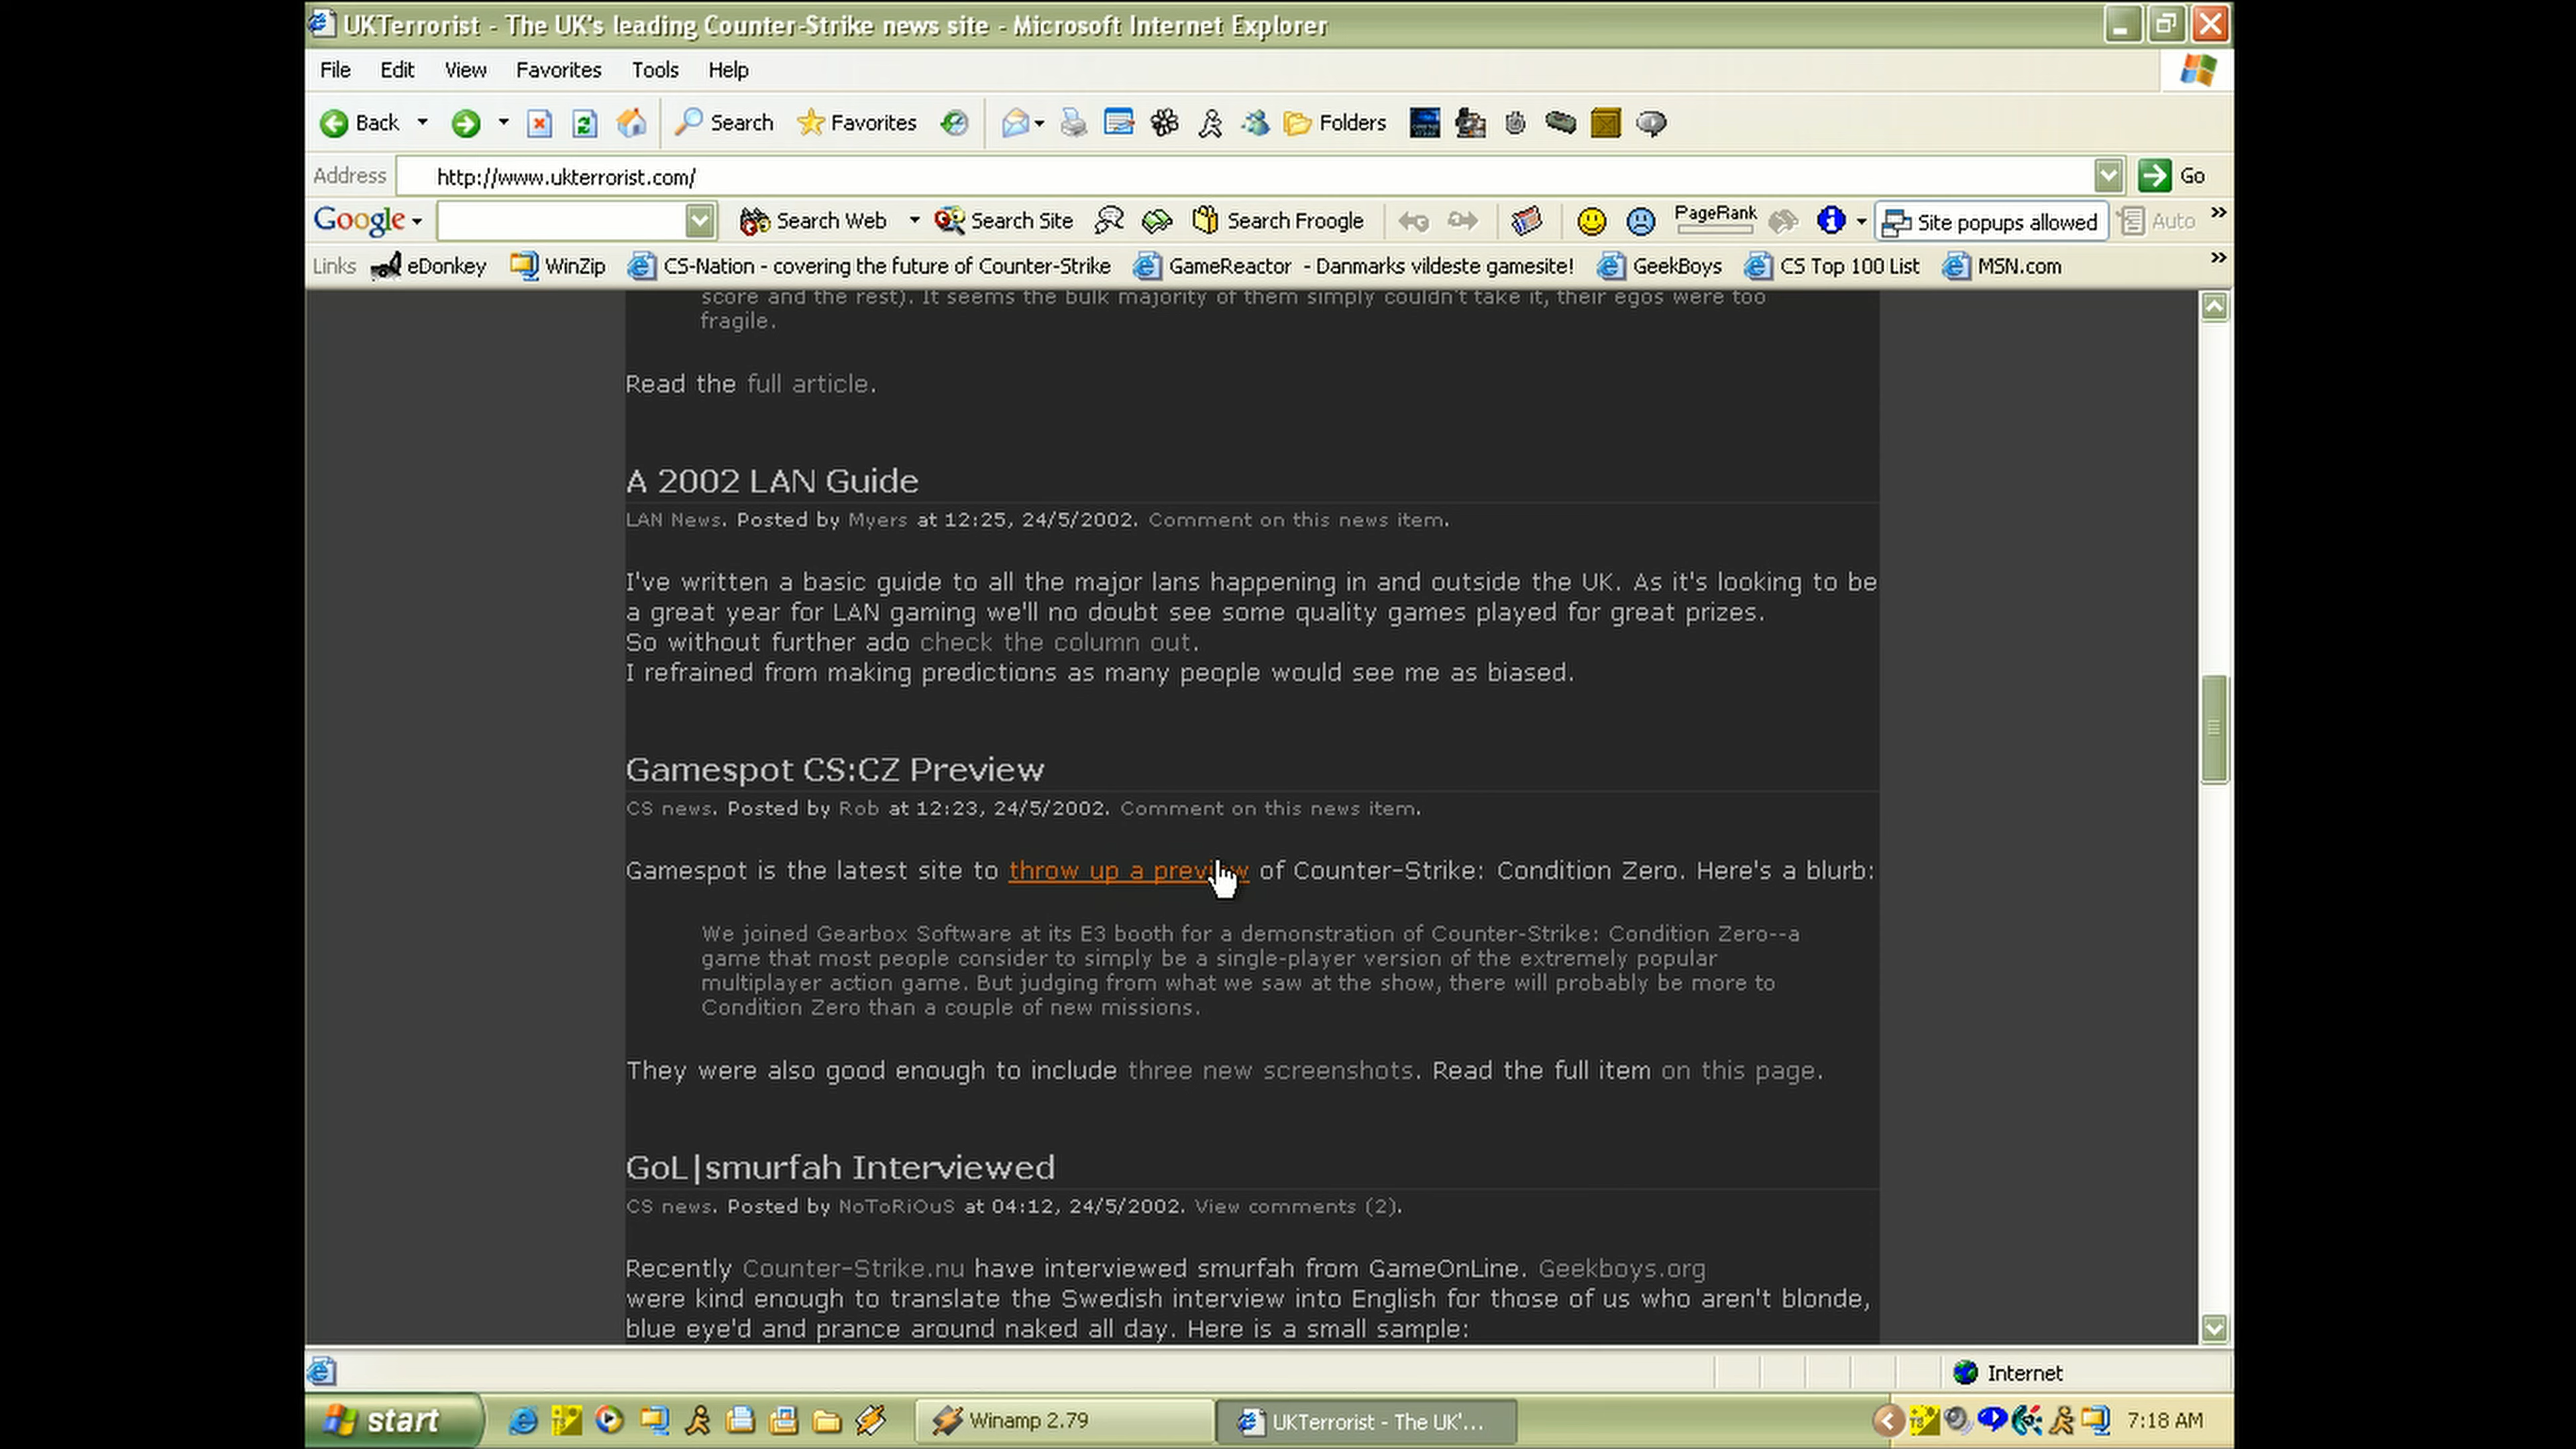 UKTerrorist - The UK's leading Counter-Strike news site - Microsoft Internet Explorer
File Edit View Favorites Tools Help
Back Search Favorites Folders
Address http://www.ukterrorist.com/ Go
Google Search Web Search Site Search Froogle PageRank Site popups allowed Auto »
Links eDonkey WinZip CS-Nation - covering the future of Counter-Strike GameReactor - Danmarks vildeste gamesite! GeekBoys CS Top 100 List MSN.com »
score and the rest). It seems the bulk majority of them simply couldn't take it, their egos were too
fragile.
Read the full article.
A 2002 LAN Guide
LAN News. Posted by Myers at 12:25, 24/5/2002. Comment on this news item.
I've written a basic guide to all the major lans happening in and outside the UK. As it's looking to be
a great year for LAN gaming we'll no doubt see some quality games played for great prizes.
So without further ado check the column out.
I refrained from making predictions as many people would see me as biased.
Gamespot CS:CZ Preview
CS news. Posted by Rob at 12:23, 24/5/2002. Comment on this news item.
Gamespot is the latest site to throw up a preview of Counter-Strike: Condition Zero. Here's a blurb:
We joined Gearbox Software at its E3 booth for a demonstration of Counter-Strike: Condition Zero--a
game that most people consider to simply be a single-player version of the extremely popular
multiplayer action game. But judging from what we saw at the show, there will probably be more to
Condition Zero than a couple of new missions.
They were also good enough to include three new screenshots. Read the full item on this page.
GoL|smurfah Interviewed
CS news. Posted by NoToRiOuS at 04:12, 24/5/2002. View comments (2).
Recently Counter-Strike.nu have interviewed smurfah from GameOnLine. Geekboys.org
were kind enough to translate the Swedish interview into English for those of us who aren't blonde,
blue eye'd and prance around naked all day. Here is a small sample:
Internet
start Winamp 2.79 UKTerrorist - The UK'... 7:18 AM